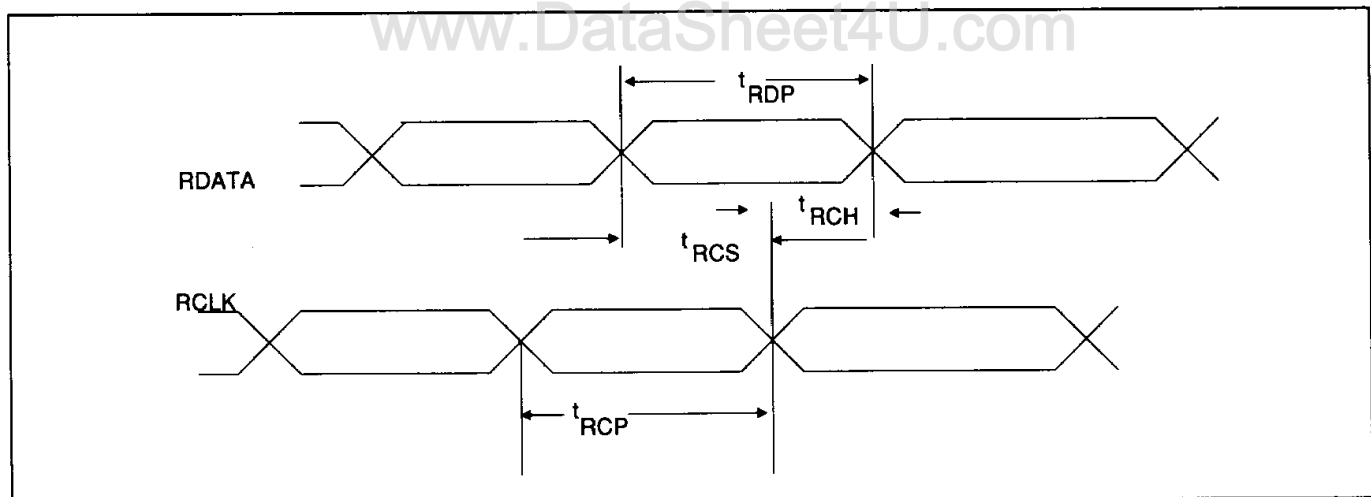 www.DataSheet4U.com
tRDP
RDATA
tRCH
tRCS
RCLK
tRCP